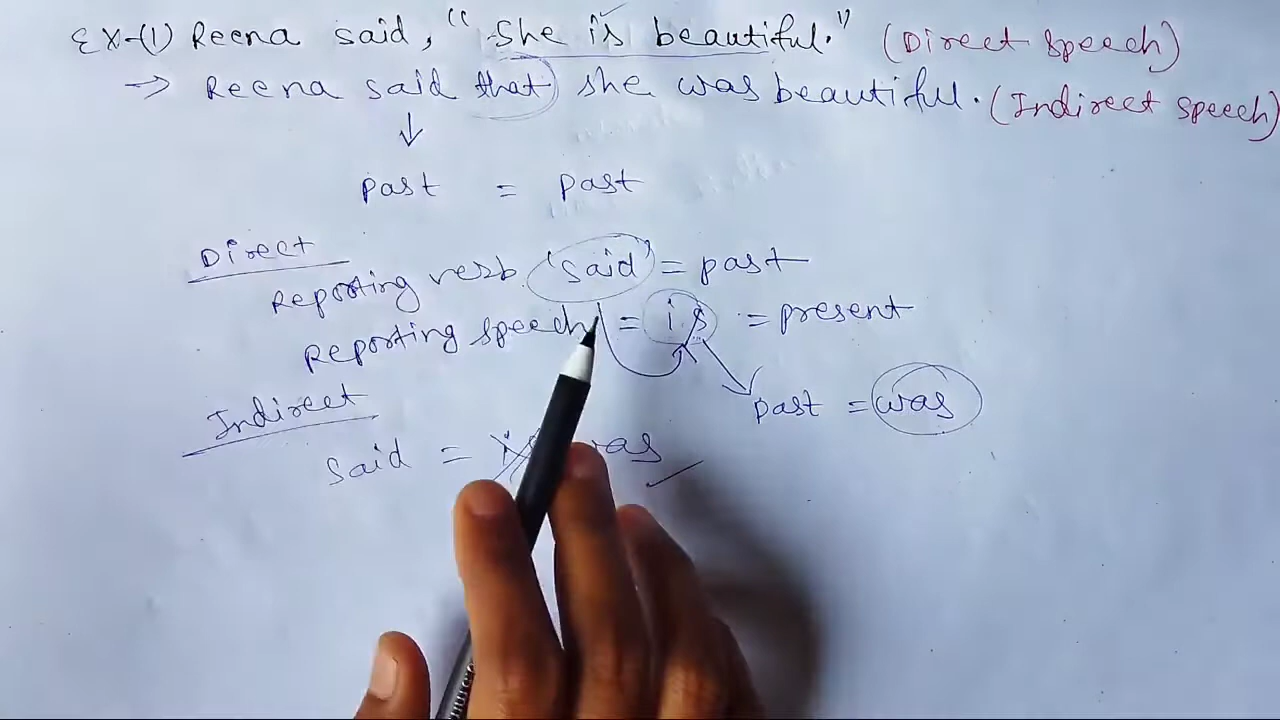 Ex-(1) Reena said, "She is beautiful." (Direct speech)
→ Reena said that she was beautiful. (Indirect speech)
↓
past = past
Direct
Reporting verb 'said' = past
Reporting speech = is = present
past = was
Indirect
said = was